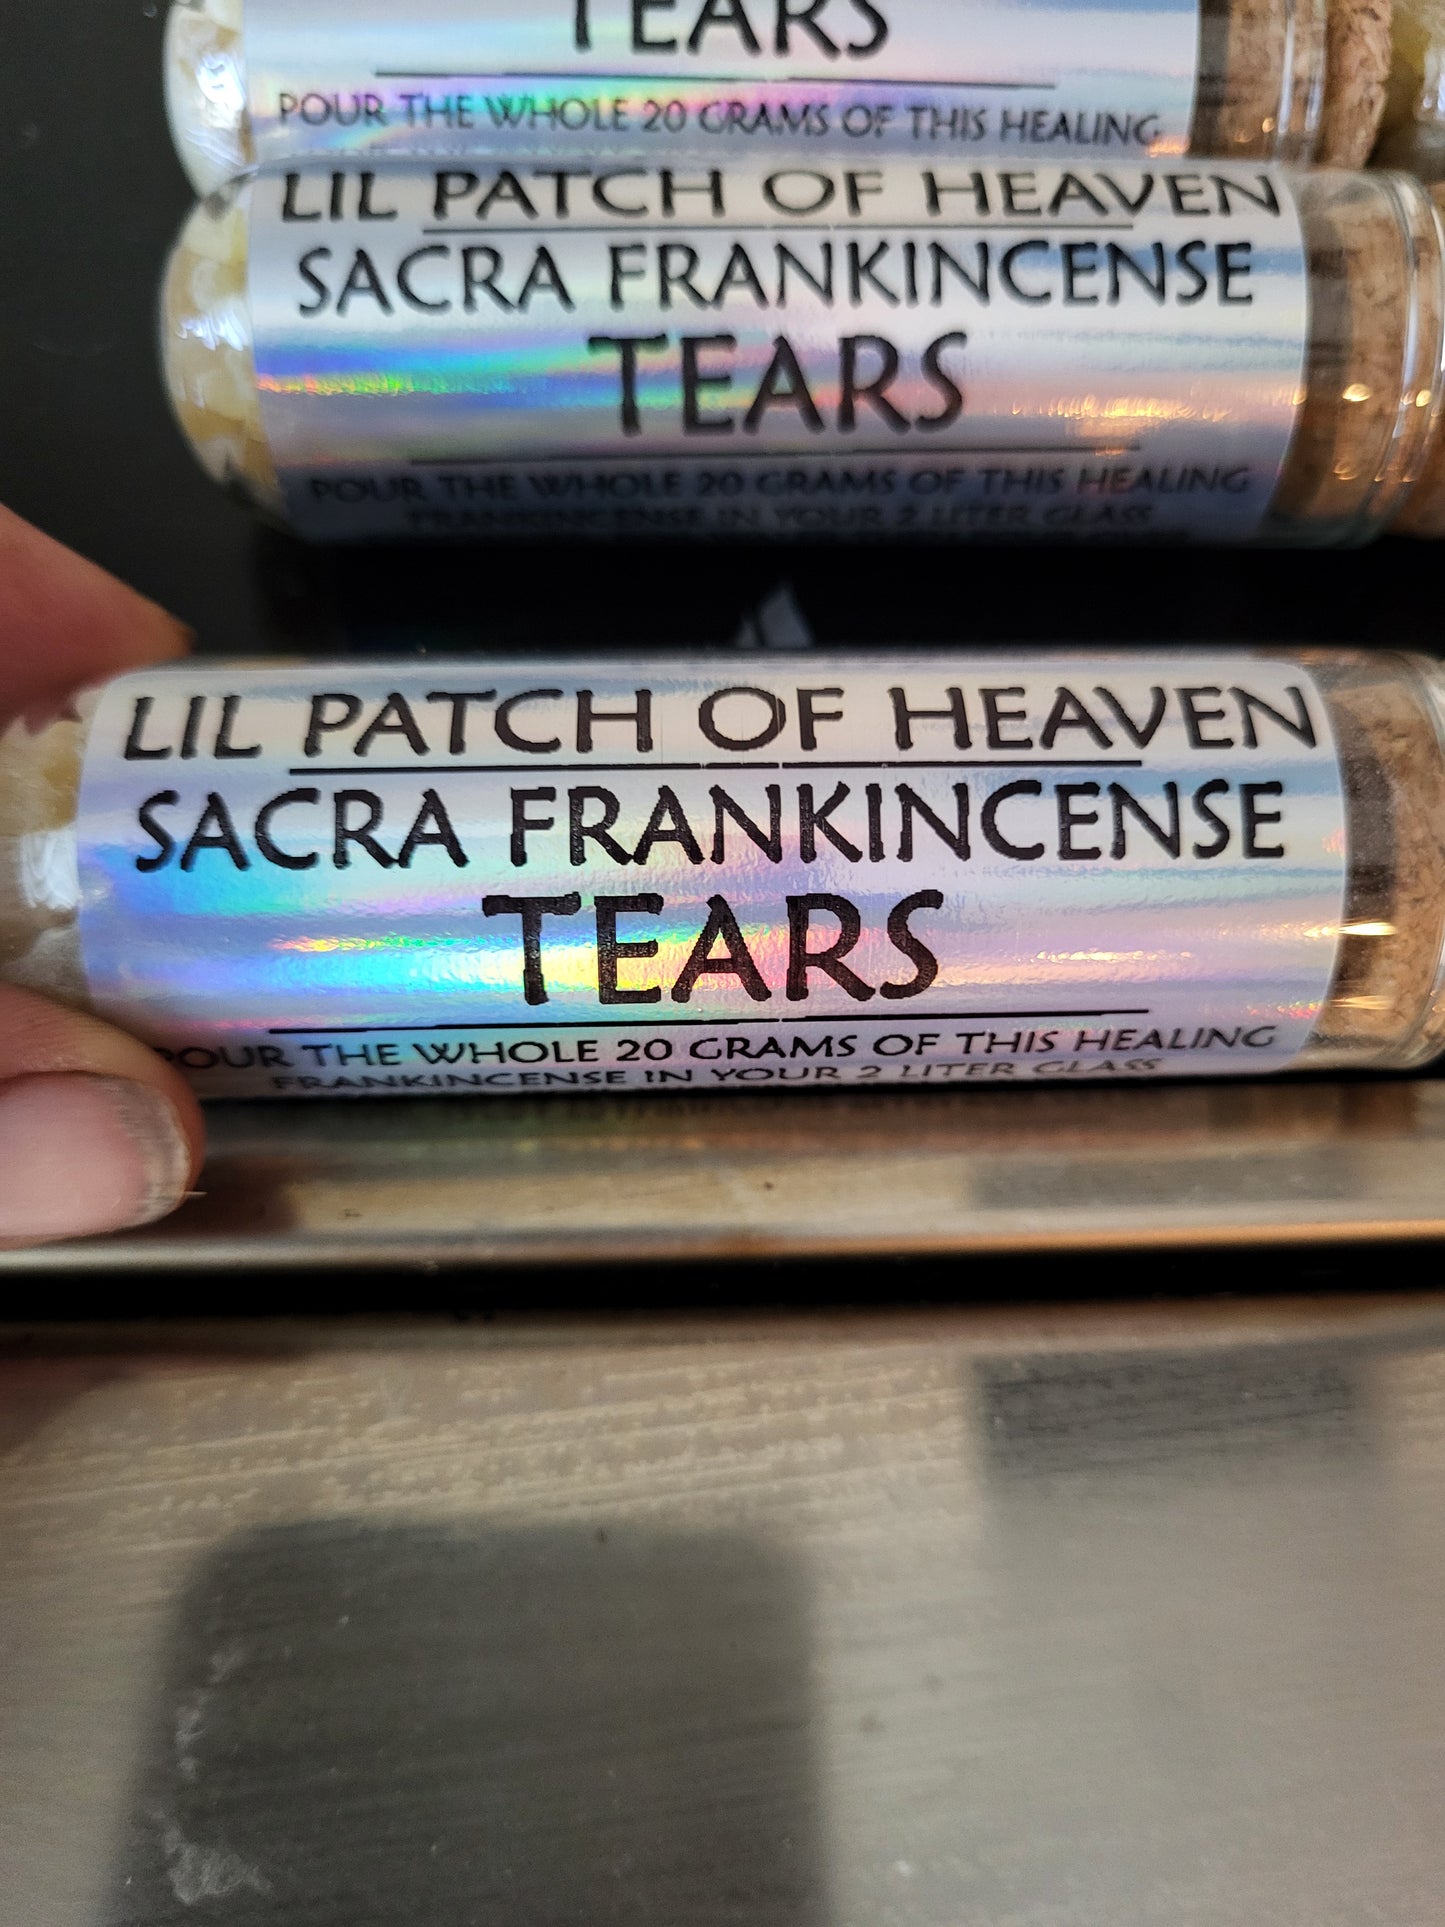 TEARS
POUR THE WHOLE 20 GRAMS OF THIS HEALING
LIL PATCH OF HEAVEN
SACRA FRANKINCENSE
TEARS
POUR THE WHOLE 20 GRAMS OF THIS HEALING
FRANKINCENSE IN YOUR 2 LITER GLASS
LIL PATCH OF HEAVEN
SACRA FRANKINCENSE
TEARS
POUR THE WHOLE 20 GRAMS OF THIS HEALING
FRANKINCENSE IN YOUR 2 LITER GLASS